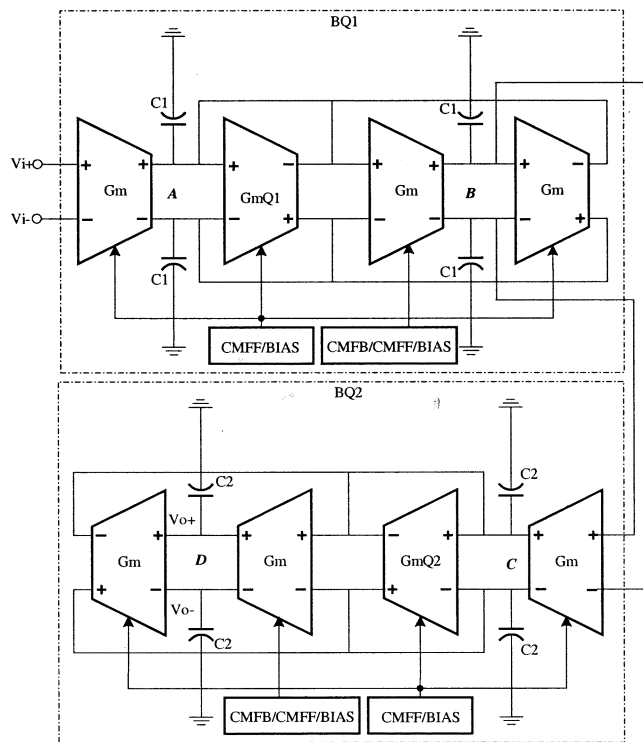 BQ1
C1
C1
Vi+
+
+
+
−
+
+
+
−
Gm
A
GmQ1
Gm
B
Gm
Vi-
−
−
−
+
−
−
−
+
C1
C1
CMFF/BIAS
CMFB/CMFF/BIAS
BQ2
C2
C2
Vo+
−
+
+
−
−
+
+
+
Gm
D
Gm
GmQ2
C
Gm
+
−
−
−
+
−
−
−
Vo-
C2
C2
CMFB/CMFF/BIAS
CMFF/BIAS